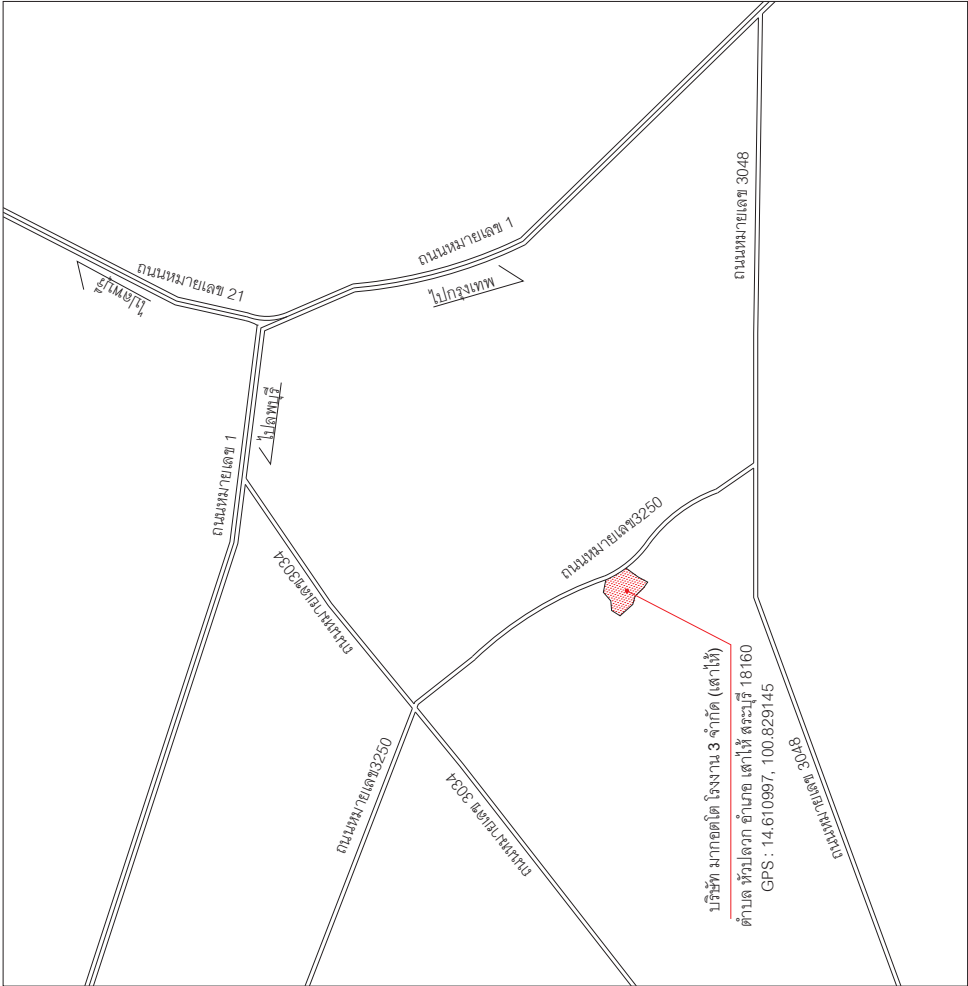 ถนนหมายเลข 1
ถนนหมายเลข 3048
ถนนหมายเลข 21
ไปกรุงเทพ
ไปลพบุรี
ไปลพบุรี
ถนนหมายเลข 1
ถนนหมายเลข3250
ถนนหมายเลข3034
ถนนหมายเลข3250
ถนนหมายเลข 3034
บริษัท มากอตโต โรงงาน 3 จำกัด (เสาไห้)
ตำบล หัวปลวก อำเภอ เสาไห้ สระบุรี 18160
GPS : 14.610997, 100.829145
ถนนหมายเลข 3048